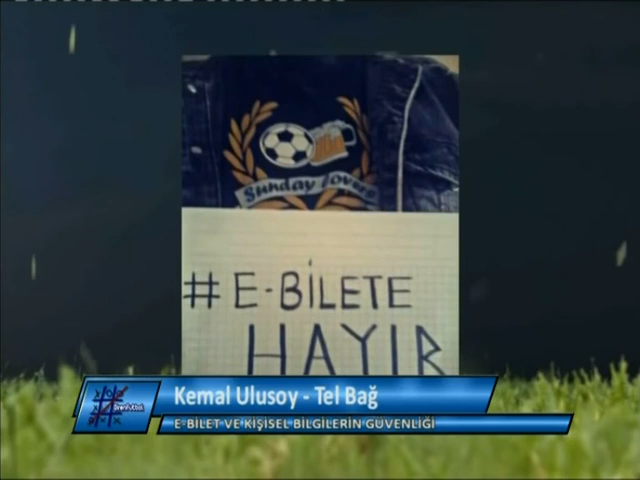 Sunday lover
# E-BİLETE
HAYIR
Kemal Ulusoy - Tel Bağ
E-BİLET VE KİŞİSEL BİLGİLERİN GÜVENLİĞİ